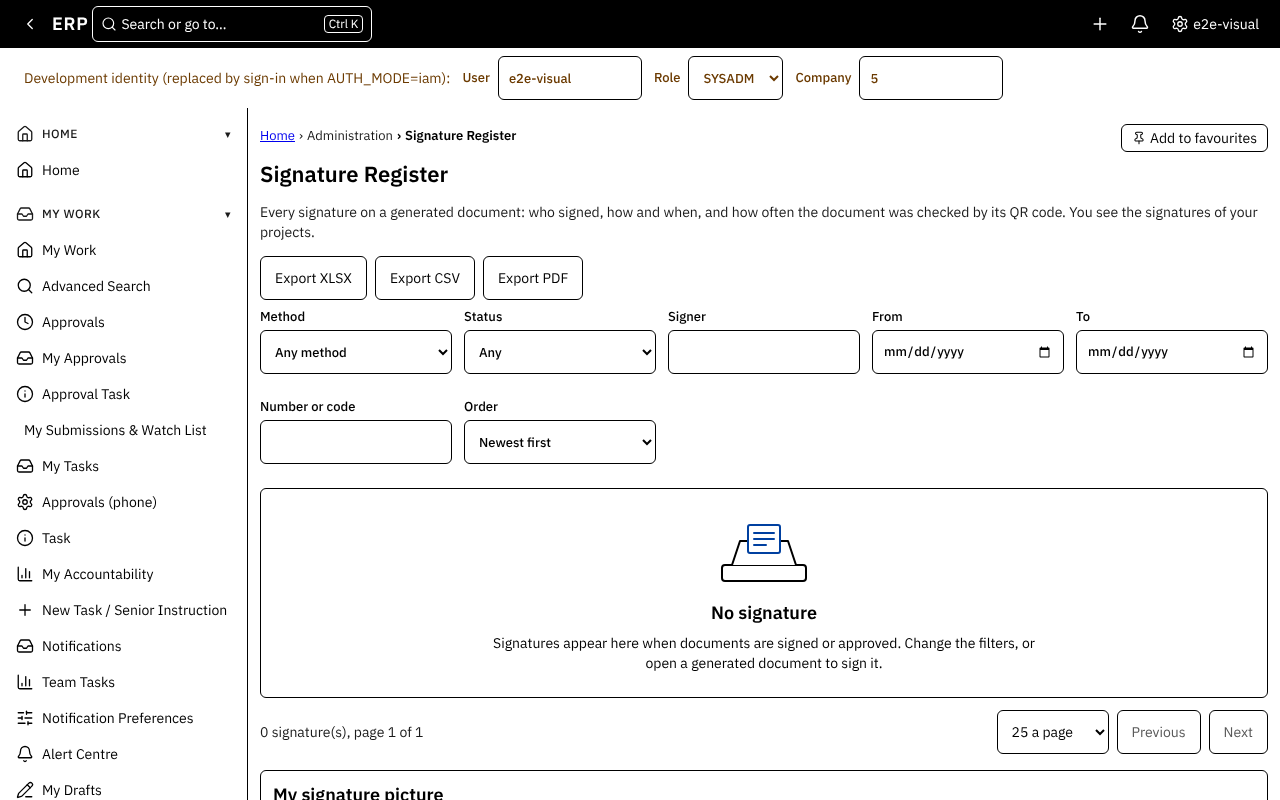 ERP
Search or go to...
Ctrl K
e2e-visual
Development identity (replaced by sign-in when AUTH_MODE=iam):
User
e2e-visual
Role
SYSADM
Company
5
HOME
Home
MY WORK
My Work
Advanced Search
Approvals
My Approvals
Approval Task
My Submissions & Watch List
My Tasks
Approvals (phone)
Task
My Accountability
New Task / Senior Instruction
Notifications
Team Tasks
Notification Preferences
Alert Centre
My Drafts
Home › Administration › Signature Register
Add to favourites
Signature Register
Every signature on a generated document: who signed, how and when, and how often the document was checked by its QR code. You see the signatures of your
projects.
Export XLSX
Export CSV
Export PDF
Method
Status
Signer
From
To
Any method
Any
mm/dd/yyyy
mm/dd/yyyy
Number or code
Order
Newest first
No signature
Signatures appear here when documents are signed or approved. Change the filters, or
open a generated document to sign it.
0 signature(s), page 1 of 1
25 a page
Previous
Next
My signature picture